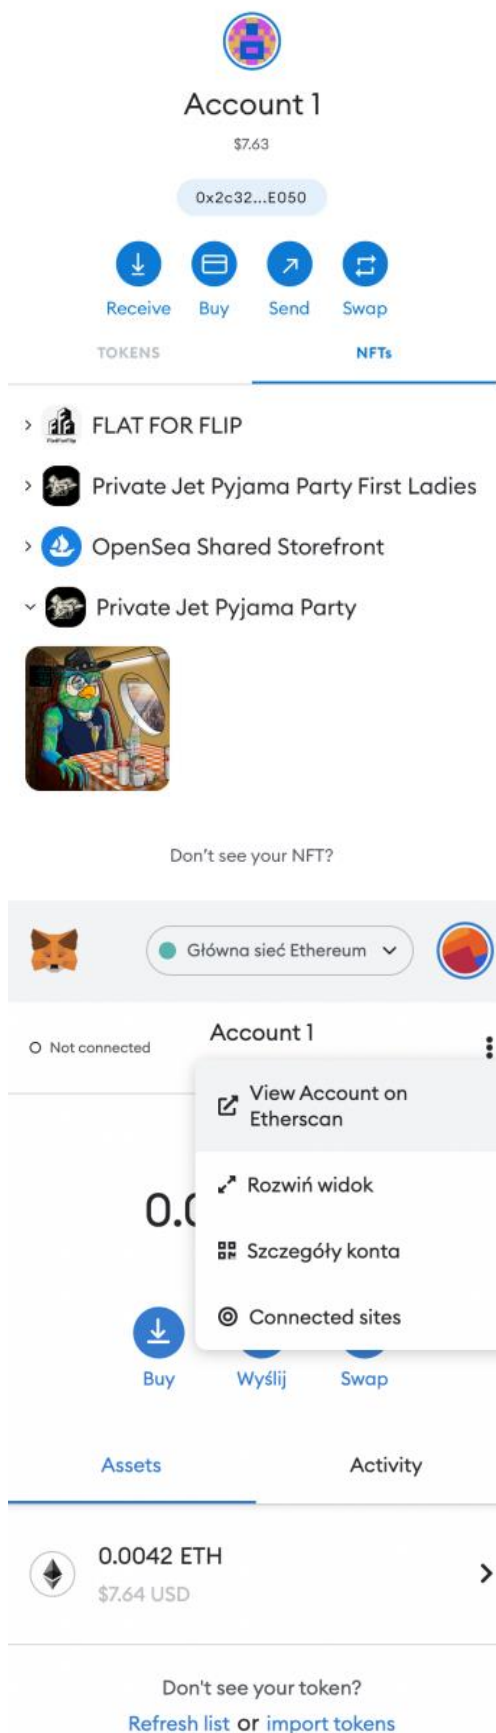 Account 1
$7.63
0x2c32...E050
Receive Buy Send Swap
TOKENS NFTs
FLAT FOR FLIP
Private Jet Pyjama Party First Ladies
OpenSea Shared Storefront
Private Jet Pyjama Party
Don't see your NFT?
Główna sieć Ethereum
Not connected
Account 1
View Account on
Etherscan
Rozwiń widok
0.0
Szczegóły konta
Connected sites
Buy Wyślij Swap
Assets Activity
0.0042 ETH
$7.64 USD
Don't see your token?
Refresh list or import tokens